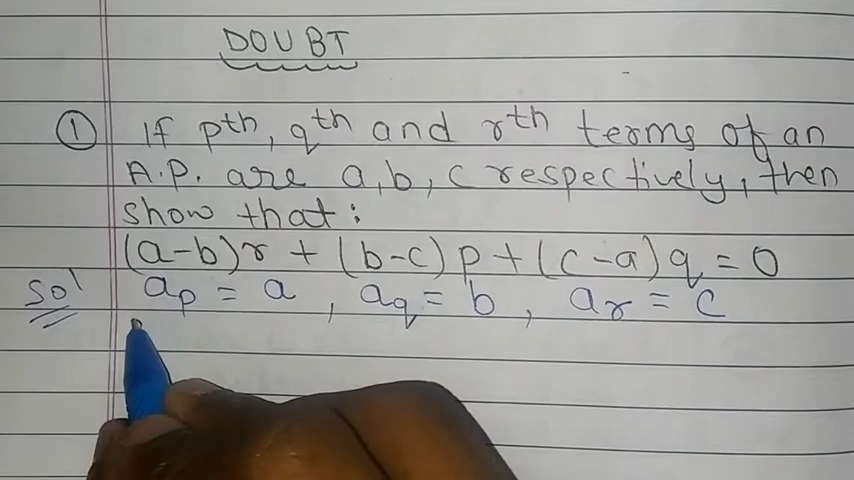 DOUBT
① If pth, qth and rth terms of an
A.P. are a, b, c respectively, then
show that:
(a-b)r + (b-c)p + (c-a)q = 0
Sol ap = a, aq = b, ar = c